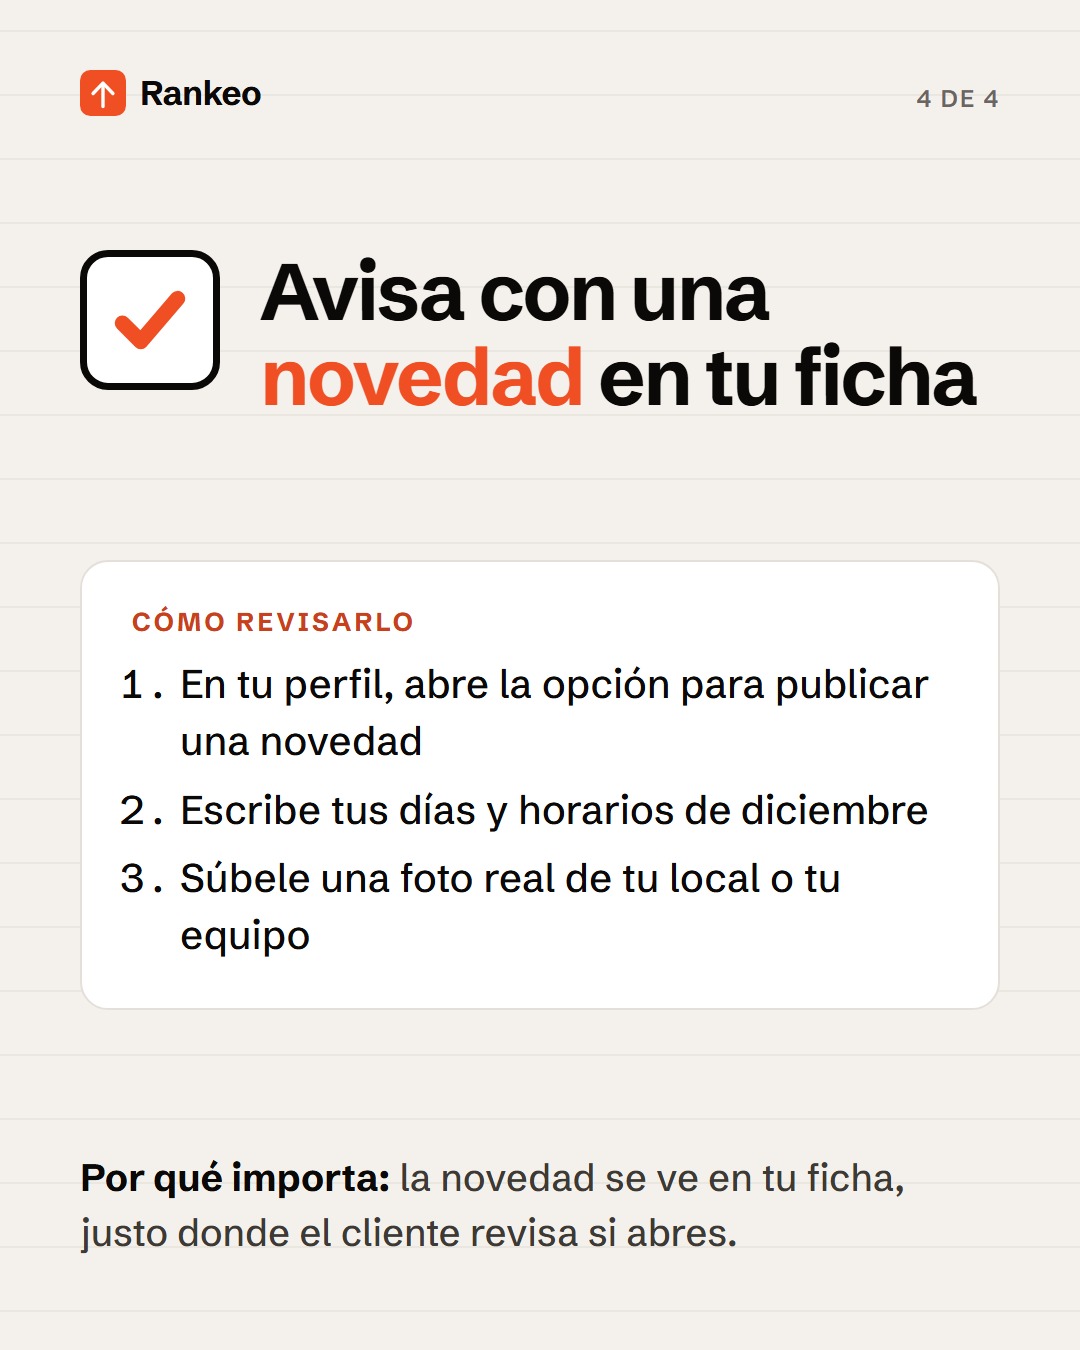 Rankeo
4 DE 4
Avisa con una
novedad en tu ficha
CÓMO REVISARLO
1. En tu perfil, abre la opción para publicar
una novedad
2. Escribe tus días y horarios de diciembre
3. Súbele una foto real de tu local o tu
equipo
Por qué importa: la novedad se ve en tu ficha,
justo donde el cliente revisa si abres.